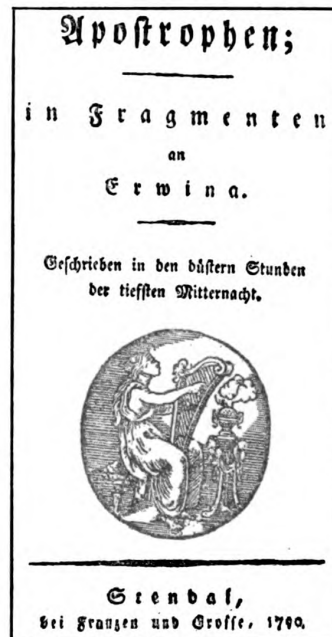 Apostrophen;
in Fragmenten
an
Erwina.
Geschrieben in den düstern Stunden
der tiefsten Mitternacht.
Stendal,
bei Franzen und Grosse, 1790.